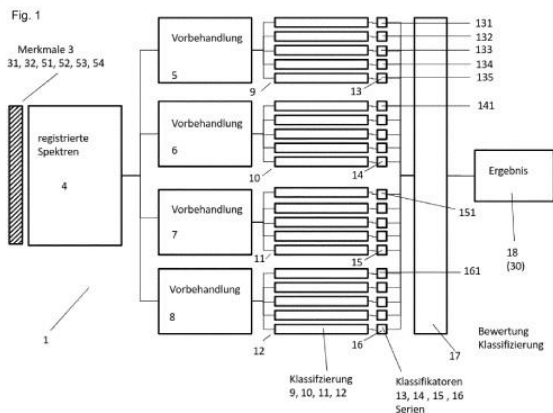 Fig. 1
Merkmale 3
31, 32, 51, 52, 53, 54
registrierte
Spektren
4
1
Vorbehandlung
5
Vorbehandlung
6
Vorbehandlung
7
Vorbehandlung
8
9
10
11
12
13
14
15
16
131
132
133
134
135
141
151
161
Klassifzierung
9, 10, 11, 12
Klassifikatoren
13, 14 , 15 , 16
Serien
17
Bewertung
Klassifizierung
Ergebnis
18
(30)